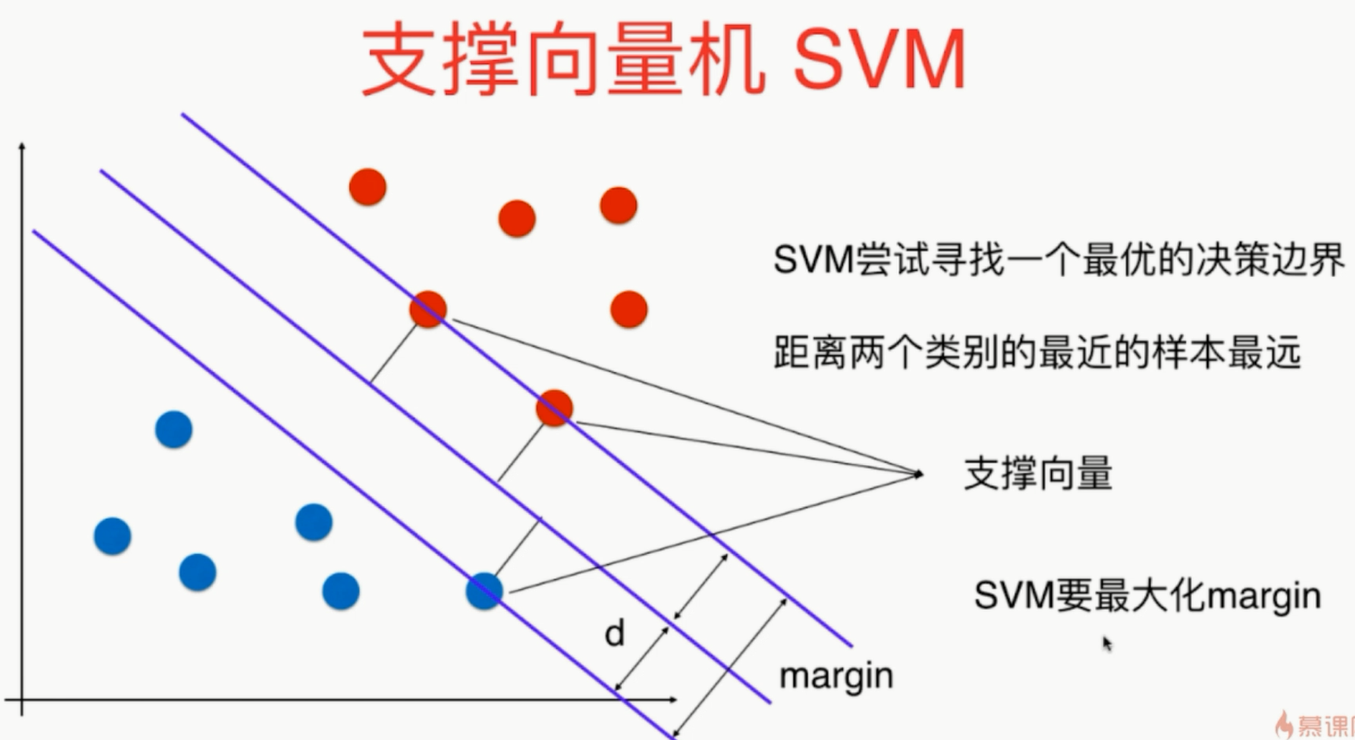 支撑向量机 SVM
SVM尝试寻找一个最优的决策边界
距离两个类别的最近的样本最远
支撑向量
SVM要最大化margin
d
margin
慕课